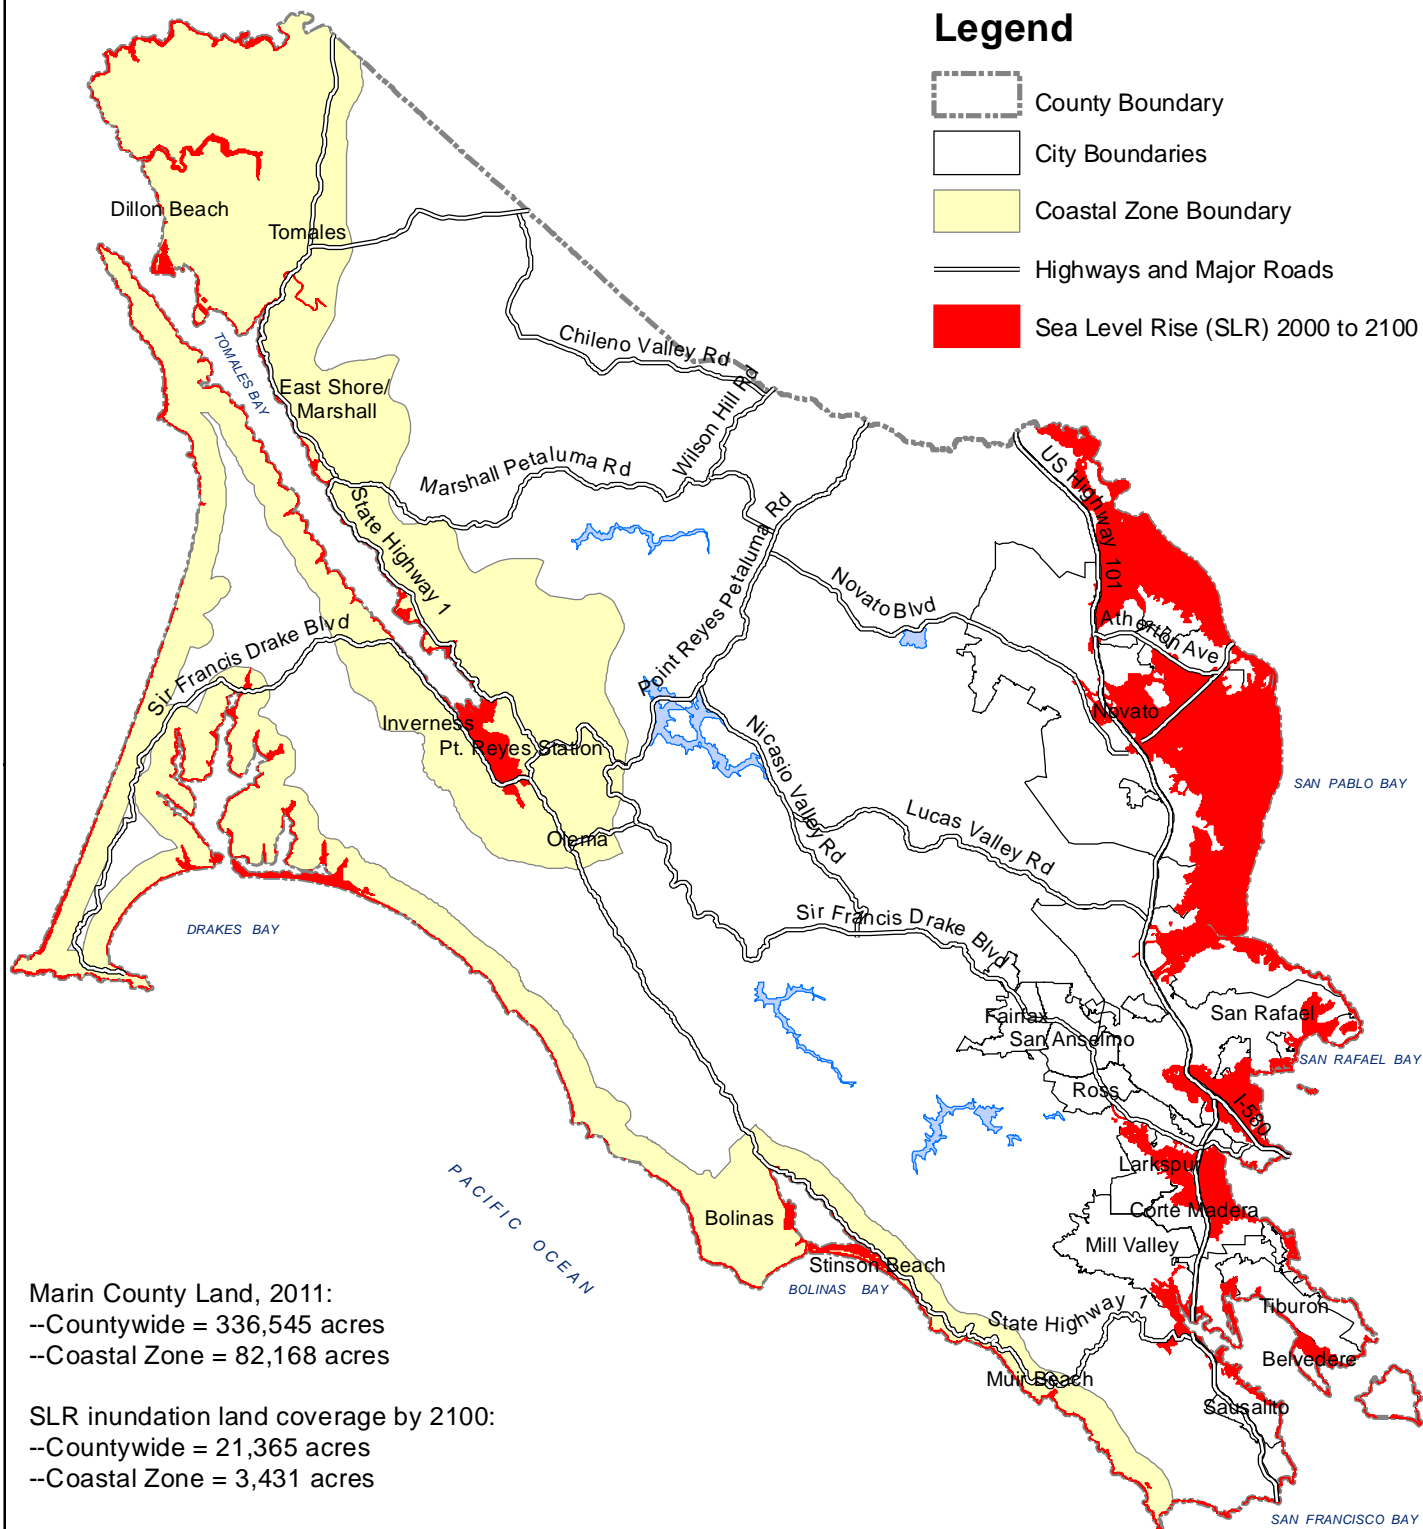 Legend
County Boundary
City Boundaries
Coastal Zone Boundary
Highways and Major Roads
Sea Level Rise (SLR) 2000 to 2100
Dillon Beach
Tomales
TOMALES BAY
Chileno Valley Rd
Wilson Hill Rd
East Shore/
Marshall
Marshall Petaluma Rd
US Highway 101
State Highway 1
Point Reyes Petaluma Rd
Novato Blvd
Atherton Ave
Sir Francis Drake Blvd
Inverness
Pt. Reyes Station
Novato
Nicasio Valley Rd
SAN PABLO BAY
Lucas Valley Rd
Olema
DRAKES BAY
Sir Francis Drake Blvd
Fairfax
San Anselmo
San Rafael
SAN RAFAEL BAY
Ross
I-580
Larkspur
PACIFIC OCEAN
Bolinas
Corte Madera
Mill Valley
Stinson Beach
BOLINAS BAY
State Highway 1
Tiburon
Belvedere
Muir Beach
Sausalito
Marin County Land, 2011:
--Countywide = 336,545 acres
--Coastal Zone = 82,168 acres
SLR inundation land coverage by 2100:
--Countywide = 21,365 acres
--Coastal Zone = 3,431 acres
SAN FRANCISCO BAY